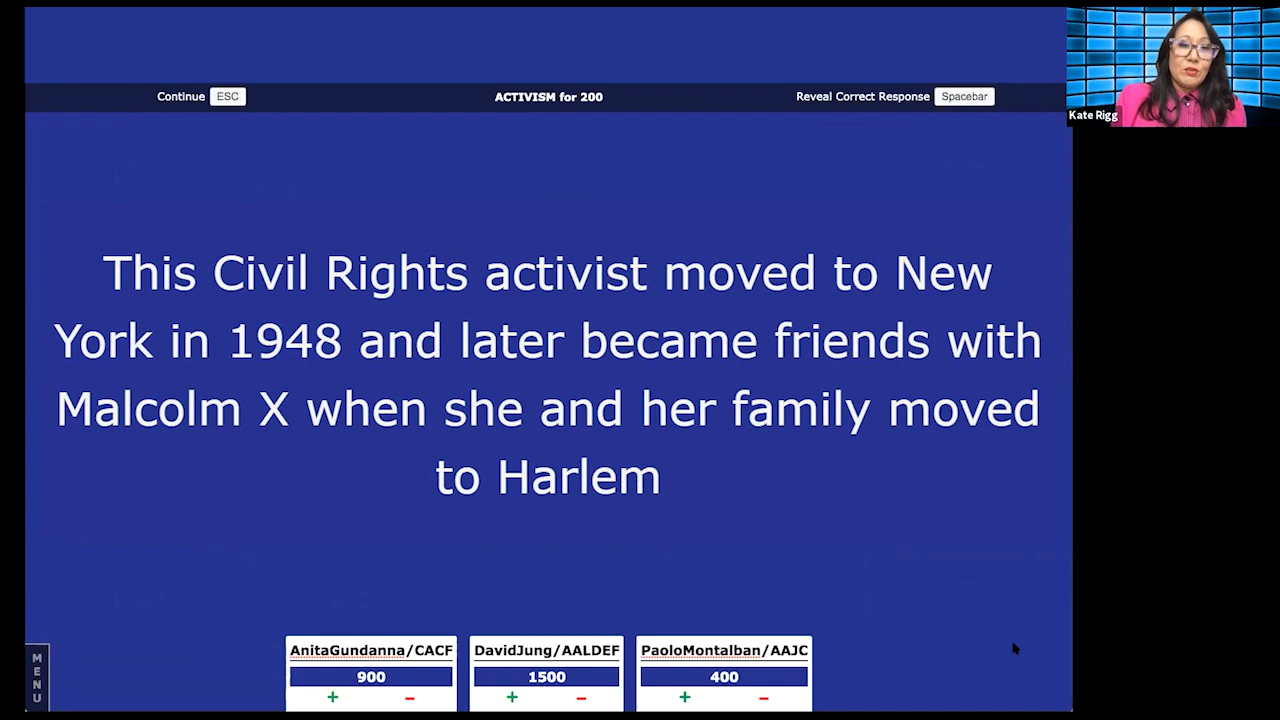 Continue ESC
ACTIVISM for 200
Reveal Correct Response Spacebar
Kate Rigg
This Civil Rights activist moved to New
York in 1948 and later became friends with
Malcolm X when she and her family moved
to Harlem
MENU
AnitaGundanna/CACF DavidJung/AALDEF PaoloMontalban/AAJC
900 1500 400
+ − + − + −